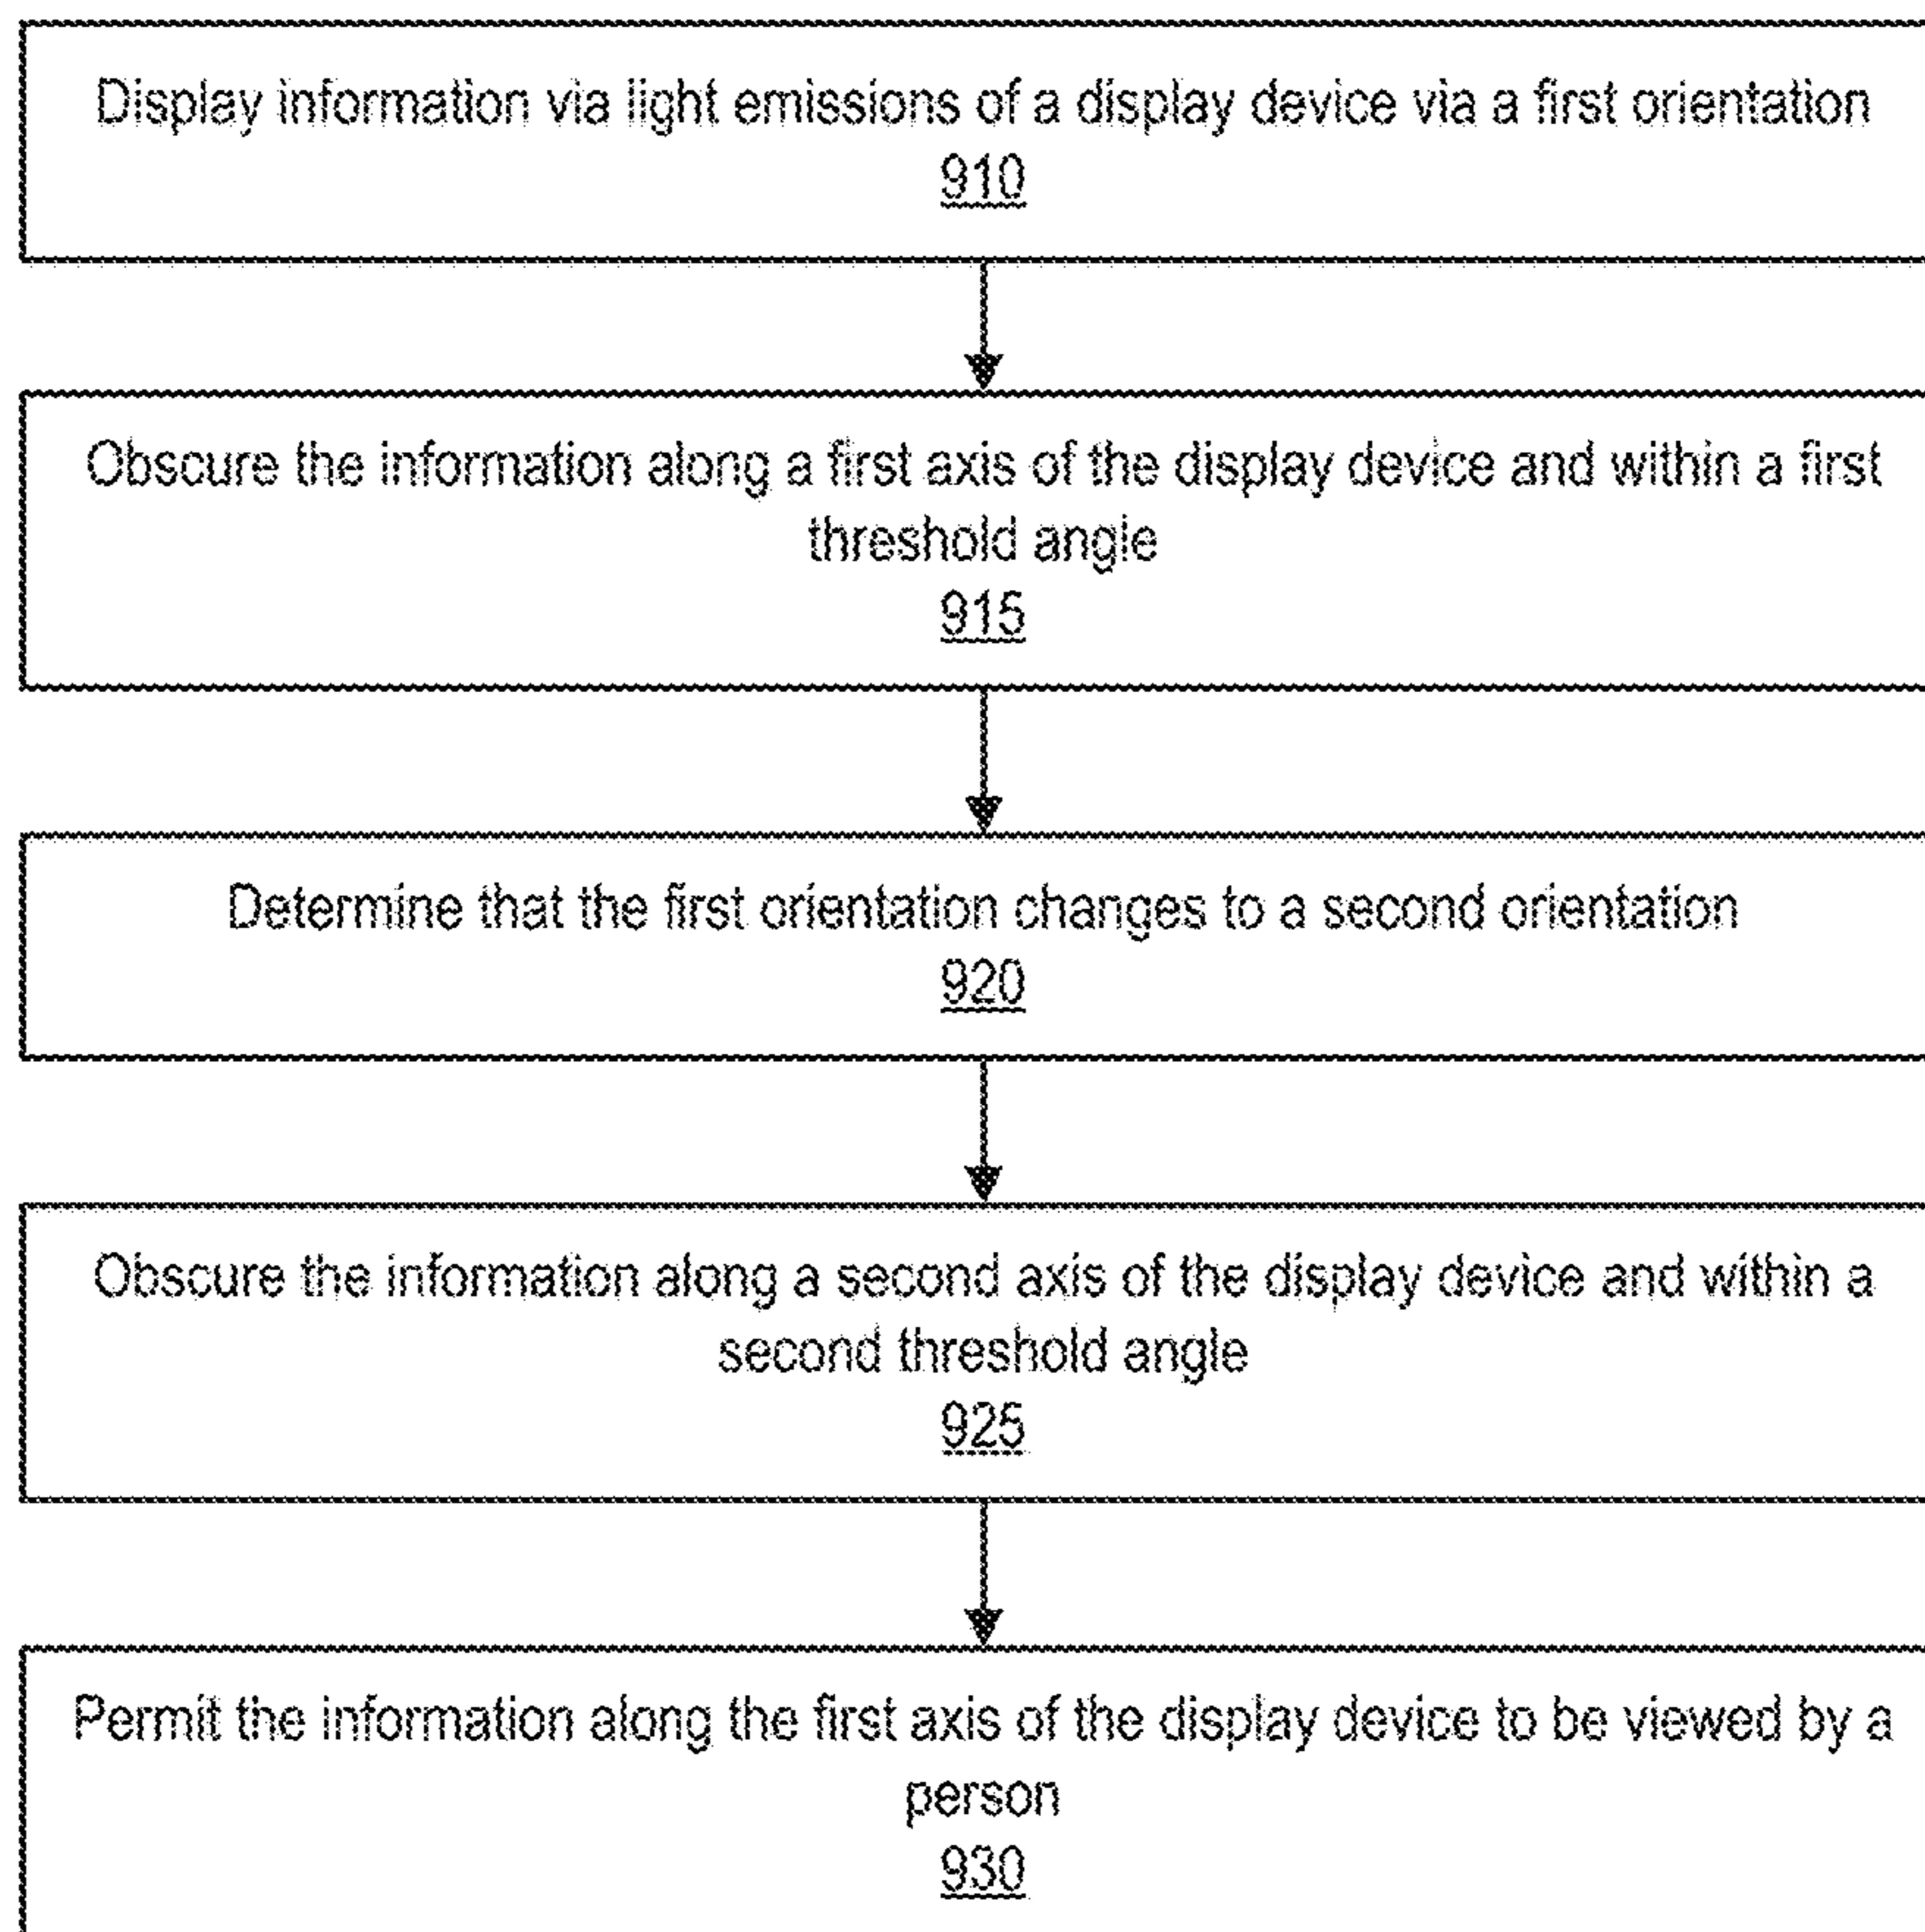 Display information via light emissions of a display device via a first orientation
910
Obscure the information along a first axis of the display device and within a first
threshold angle
915
Determine that the first orientation changes to a second orientation
920
Obscure the information along a second axis of the display device and within a
second threshold angle
925
Permit the information along the first axis of the display device to be viewed by a
person
930